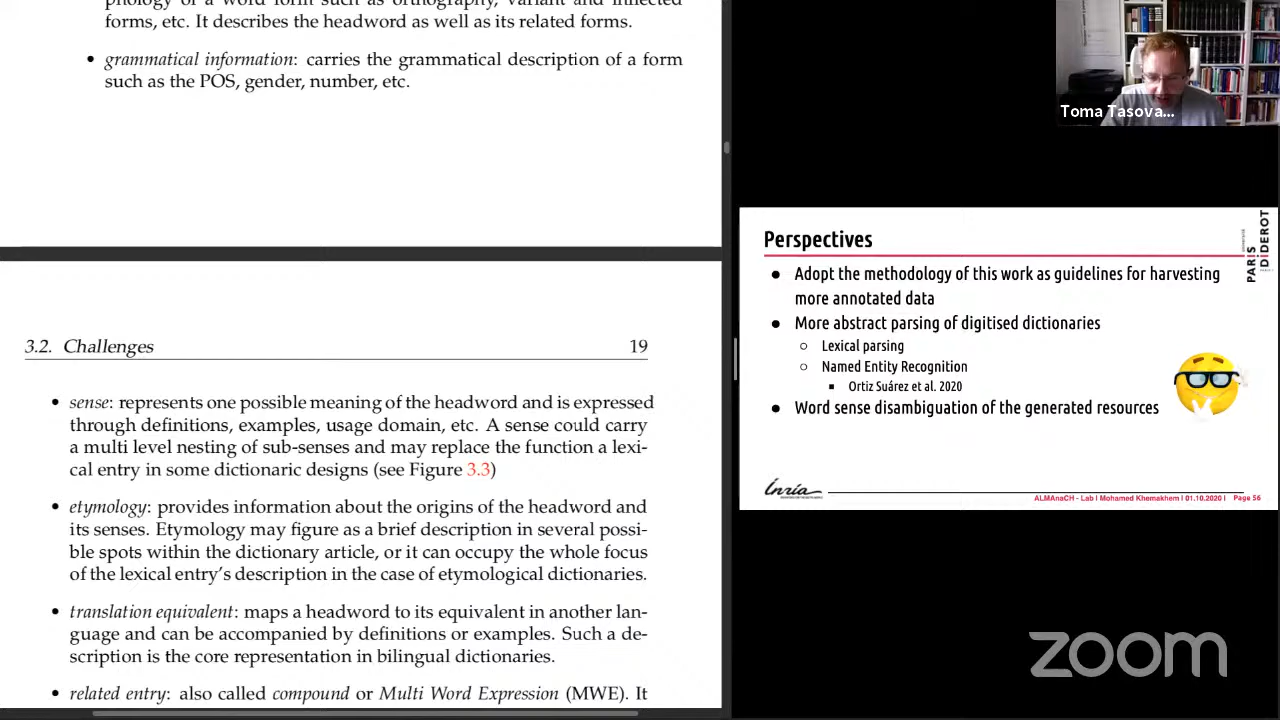 phology of a word form such as orthography, variant and inflected
forms, etc. It describes the headword as well as its related forms.
• grammatical information: carries the grammatical description of a form
such as the POS, gender, number, etc.
3.2. Challenges 19
• sense: represents one possible meaning of the headword and is expressed
through definitions, examples, usage domain, etc. A sense could carry
a multi level nesting of sub-senses and may replace the function a lexi-
cal entry in some dictionaric designs (see Figure 3.3)
• etymology: provides information about the origins of the headword and
its senses. Etymology may figure as a brief description in several possi-
ble spots within the dictionary article, or it can occupy the whole focus
of the lexical entry's description in the case of etymological dictionaries.
• translation equivalent: maps a headword to its equivalent in another lan-
guage and can be accompanied by definitions or examples. Such a de-
scription is the core representation in bilingual dictionaries.
• related entry: also called compound or Multi Word Expression (MWE). It
Toma Tasova...
Perspectives
PARIS
DIDEROT
● Adopt the methodology of this work as guidelines for harvesting
more annotated data
● More abstract parsing of digitised dictionaries
○ Lexical parsing
○ Named Entity Recognition
■ Ortiz Suárez et al. 2020
● Word sense disambiguation of the generated resources
Inria
ALMAnaCH - Lab I Mohamed Khemakhem I 01.10.2020 I Page 56
zoom